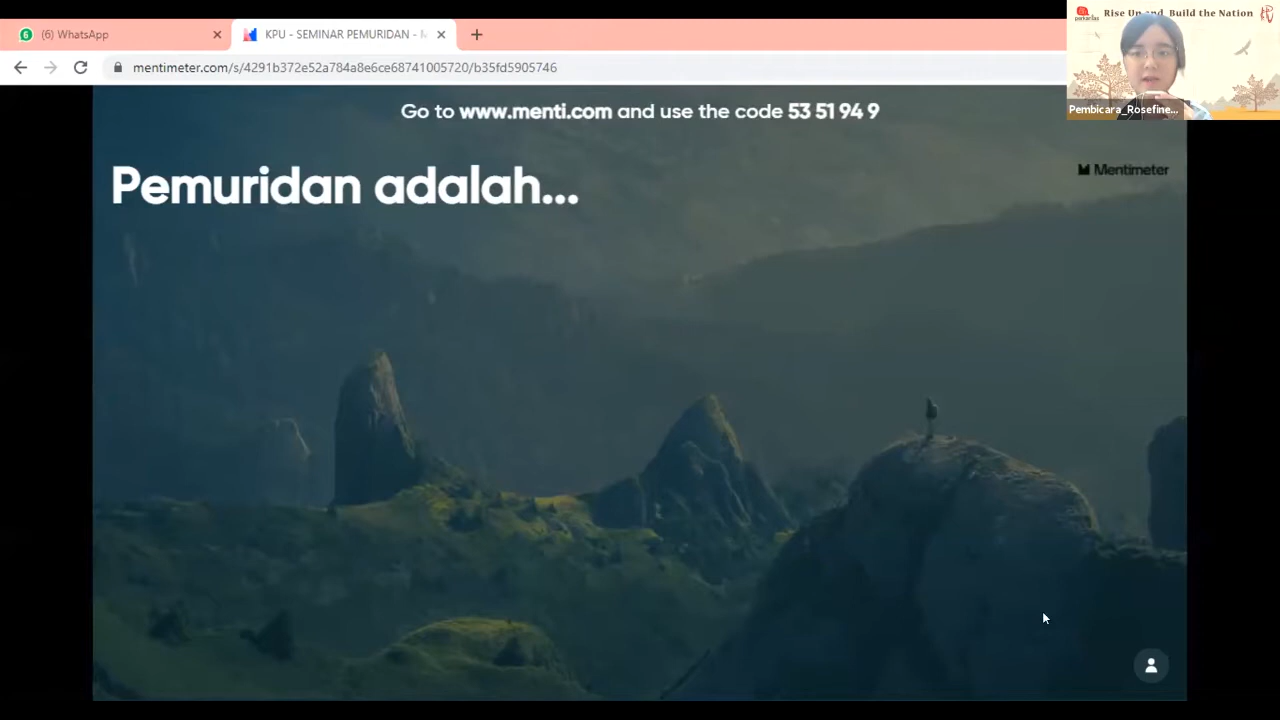 (6) WhatsApp
KPU - SEMINAR PEMURIDAN -
mentimeter.com/s/4291b372e52a784a8e6ce68741005720/b35fd5905746
Rise Up and Build the Nation
Pembicara_Rosefine...
Go to www.menti.com and use the code 53 51 94 9
Mentimeter
Pemuridan adalah...